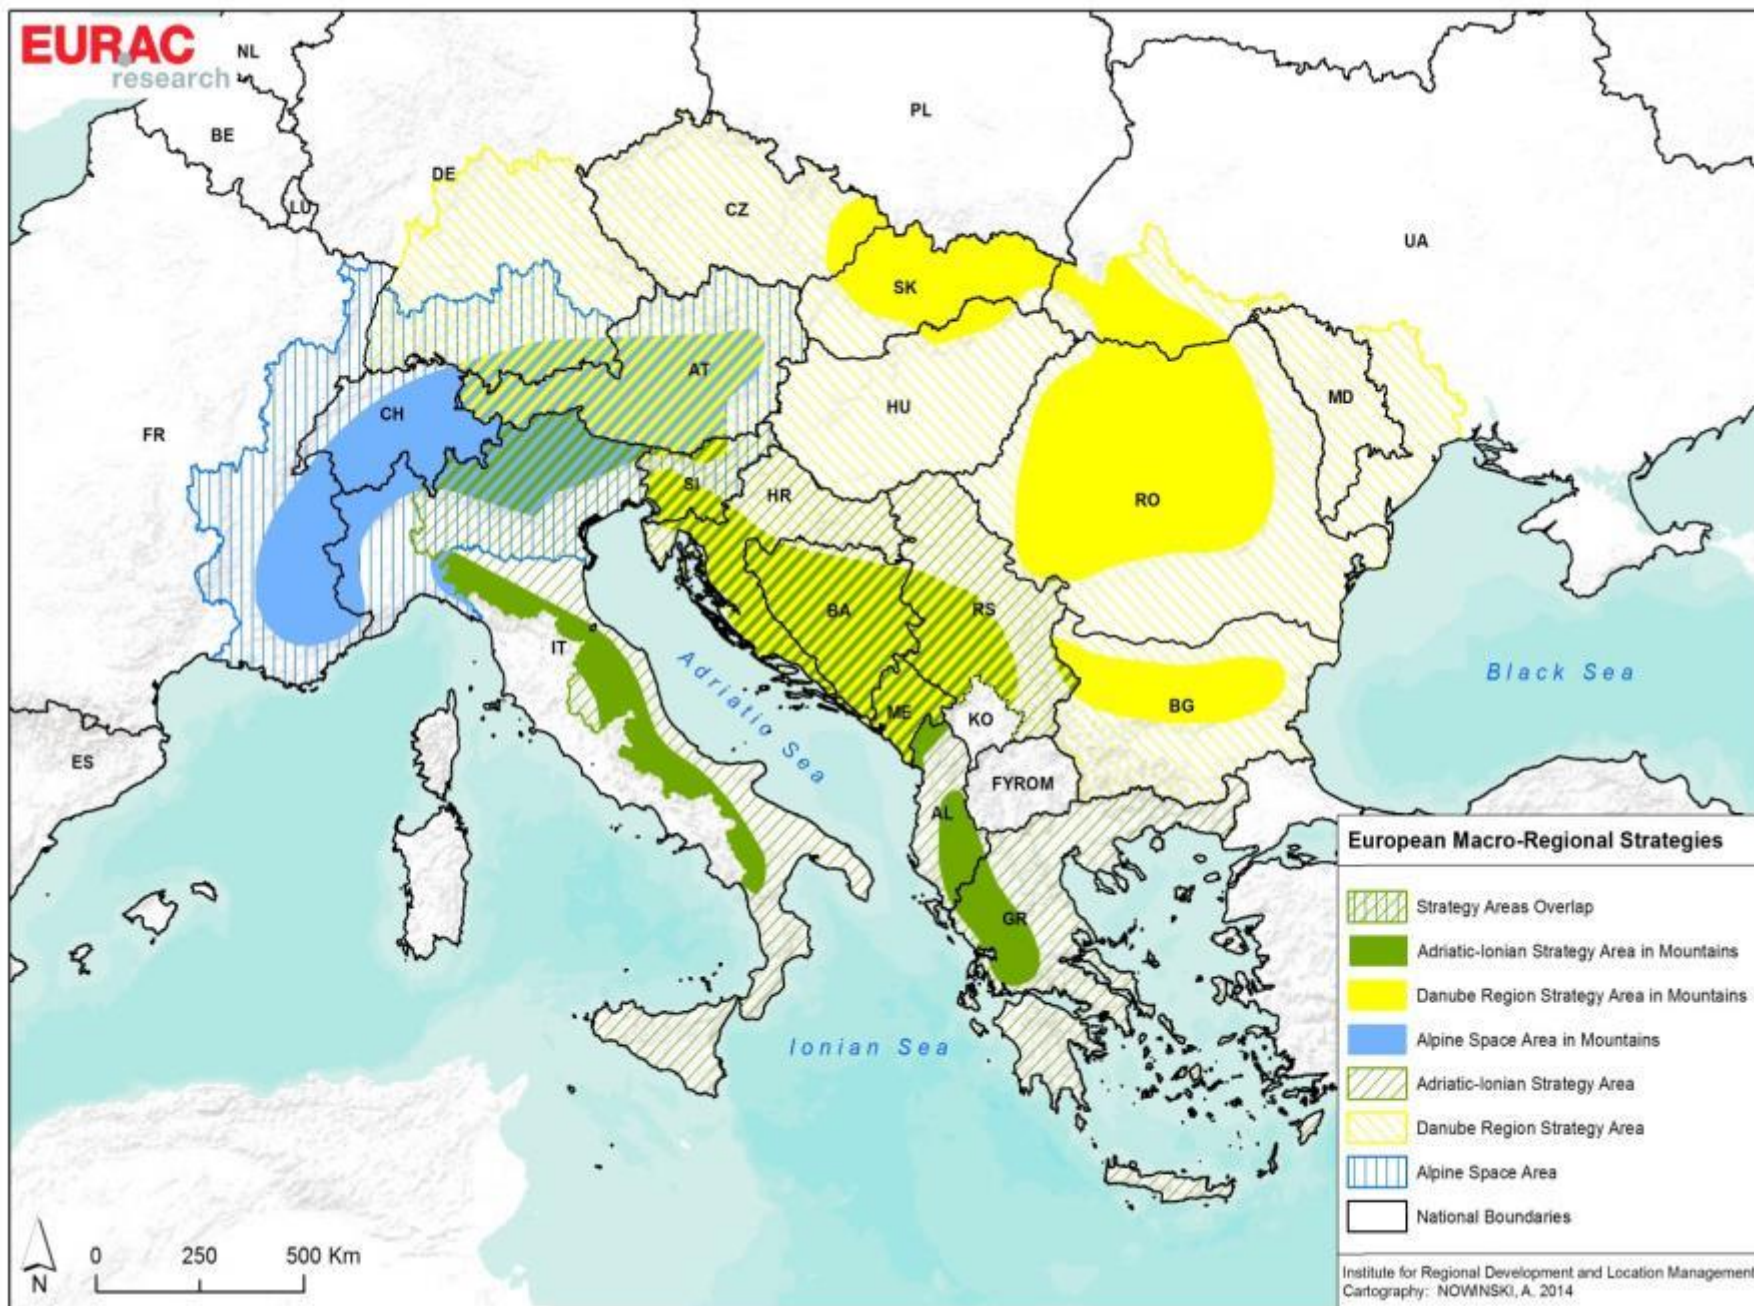 EURAC
research
NL
BE
LU
DE
PL
CZ
UA
SK
AT
CH
FR
HU
MD
SI
HR
RO
BA
RS
IT
Adriatic Sea
Black Sea
ME
KO
BG
ES
FYROM
AL
GR
Ionian Sea
European Macro-Regional Strategies
Strategy Areas Overlap
Adriatic-Ionian Strategy Area in Mountains
Danube Region Strategy Area in Mountains
Alpine Space Area in Mountains
Adriatic-Ionian Strategy Area
Danube Region Strategy Area
Alpine Space Area
National Boundaries
N
0 250 500 Km
Institute for Regional Development and Location Management
Cartography: NOWINSKI, A. 2014